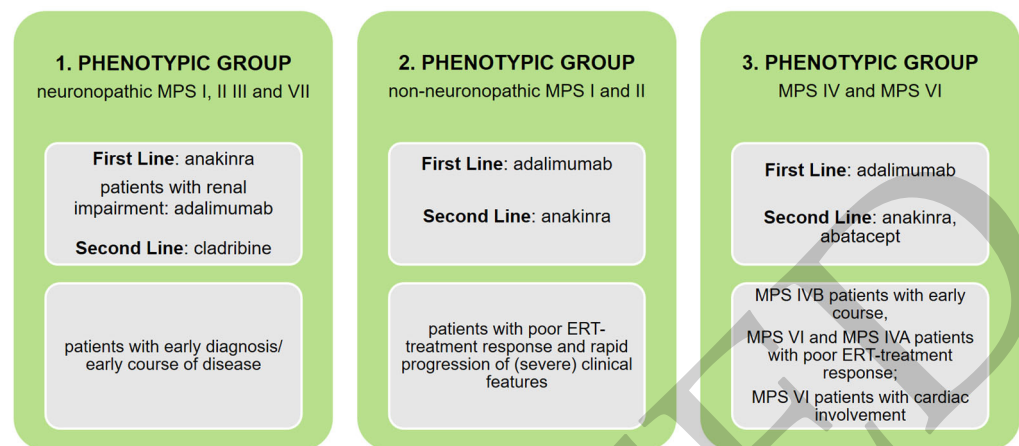 1. PHENOTYPIC GROUP
neuronopathic MPS I, II III and VII
First Line: anakinra
patients with renal
impairment: adalimumab
Second Line: cladribine
patients with early diagnosis/
early course of disease
2. PHENOTYPIC GROUP
non-neuronopathic MPS I and II
First Line: adalimumab
Second Line: anakinra
patients with poor ERT-
treatment response and rapid
progression of (severe) clinical
features
3. PHENOTYPIC GROUP
MPS IV and MPS VI
First Line: adalimumab
Second Line: anakinra,
abatacept
MPS IVB patients with early
course,
MPS VI and MPS IVA patients
with poor ERT-treatment
response;
MPS VI patients with cardiac
involvement